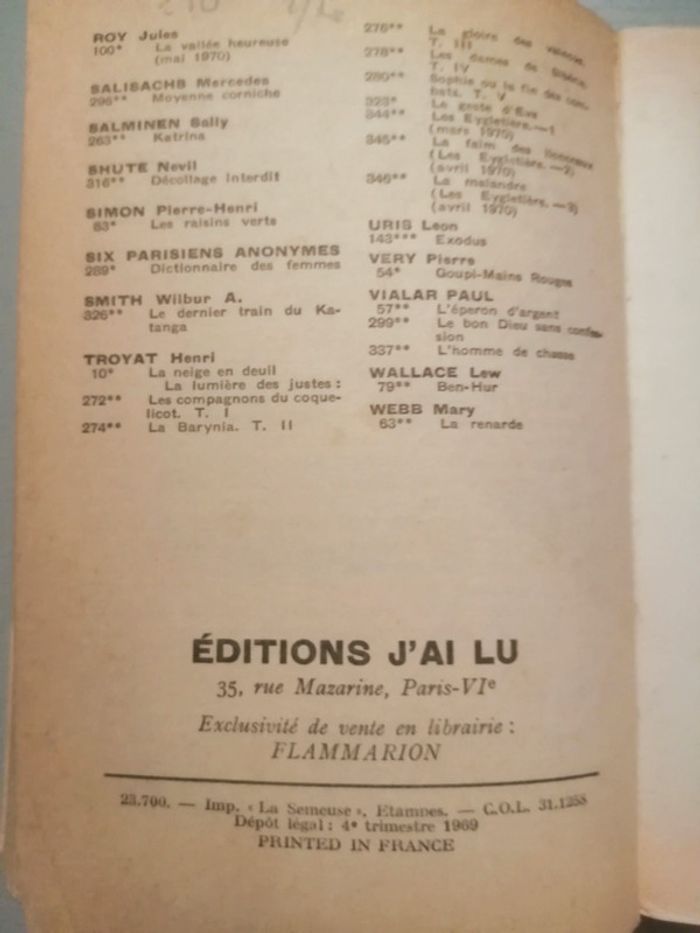 ROY Jules
100* La vallée heureuse
(mai 1970)
SALISACHS Mercedes
296** Moyenne corniche
SALMINEN Sally
263** Katrina
SHUTE Nevil
316** Décollage interdit
SIMON Pierre-Henri
83* Les raisins verts
SIX PARISIENS ANONYMES
289* Dictionnaire des femmes
SMITH Wilbur A.
326** Le dernier train du Ka-
tanga
TROYAT Henri
10* La neige en deuil
La lumière des justes :
272** Les compagnons du coque-
licot. T. I
274** La Barynia. T. II
276** La gloire des vaincus.
T. III
278** Les dames de Sibérie.
T. IV
280** Sophie ou la fin des com-
bats. T. V
323* Le geste d'Eve
344** Les Eygletière.—1
(mars 1970)
345** La faim des lionceaux
(Les Eygletière.—2)
(avril 1970)
346** La malandre
(Les Eygletière.—3)
(avril 1970)
URIS Leon
143*** Exodus
VERY Pierre
54* Goupi-Mains Rouges
VIALAR PAUL
57** L'éperon d'argent
299** Le bon Dieu sans confes-
sion
337** L'homme de chasse
WALLACE Lew
79** Ben-Hur
WEBB Mary
63** La renarde
ÉDITIONS J'AI LU
35, rue Mazarine, Paris-VIe
Exclusivité de vente en librairie :
FLAMMARION
23.700. — Imp. « La Semeuse », Etampes. — C.O.L. 31.1258
Dépôt légal : 4e trimestre 1969
PRINTED IN FRANCE